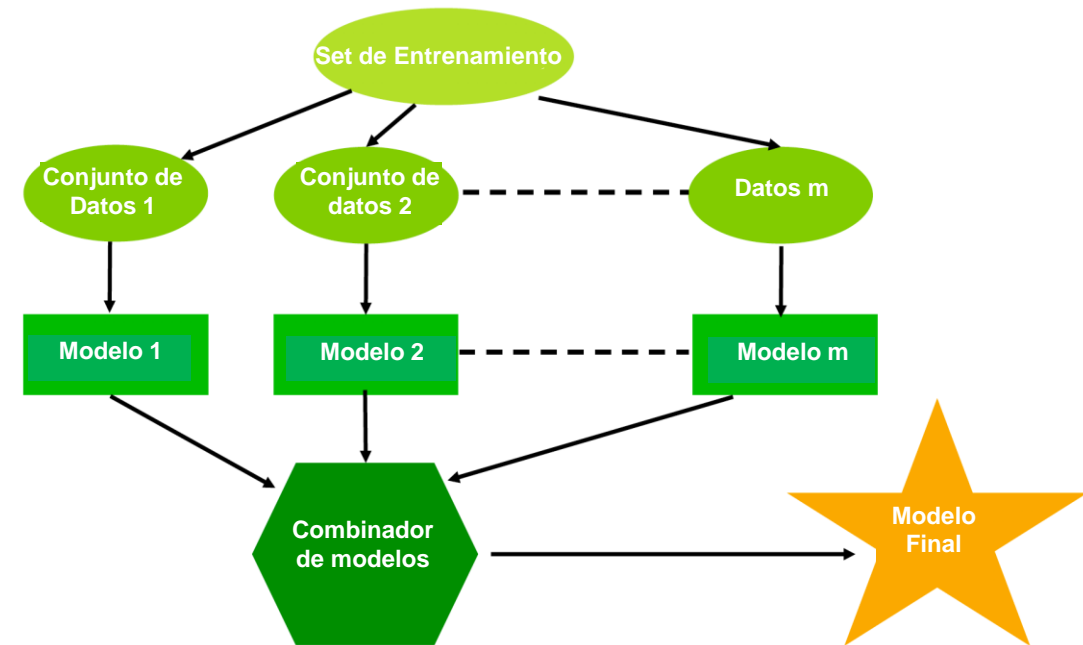 Set de Entrenamiento
Conjunto de
Datos 1
Conjunto de
datos 2
Datos m
Modelo 1
Modelo 2
Modelo m
Combinador
de modelos
Modelo
Final